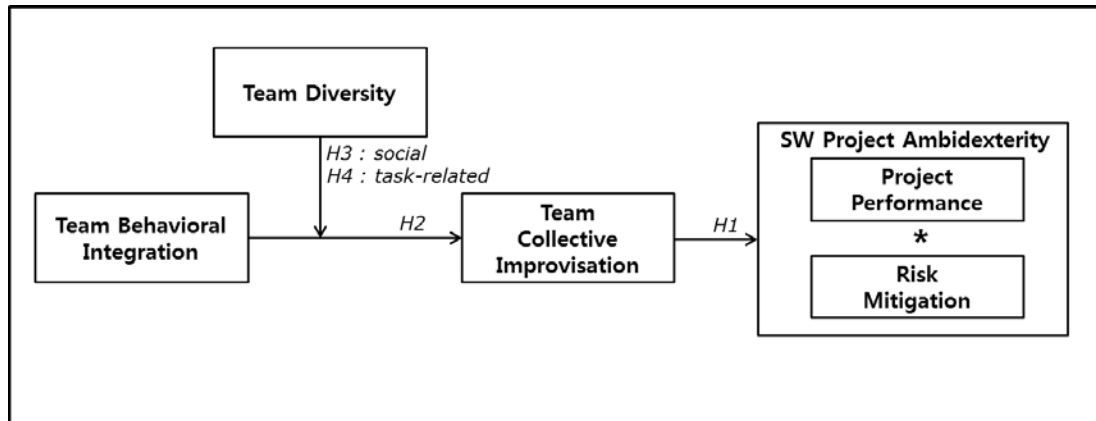 Team Diversity
H3 : social
H4 : task-related
Team Behavioral
Integration
H2
Team
Collective
Improvisation
H1
SW Project Ambidexterity
Project
Performance
*
Risk
Mitigation